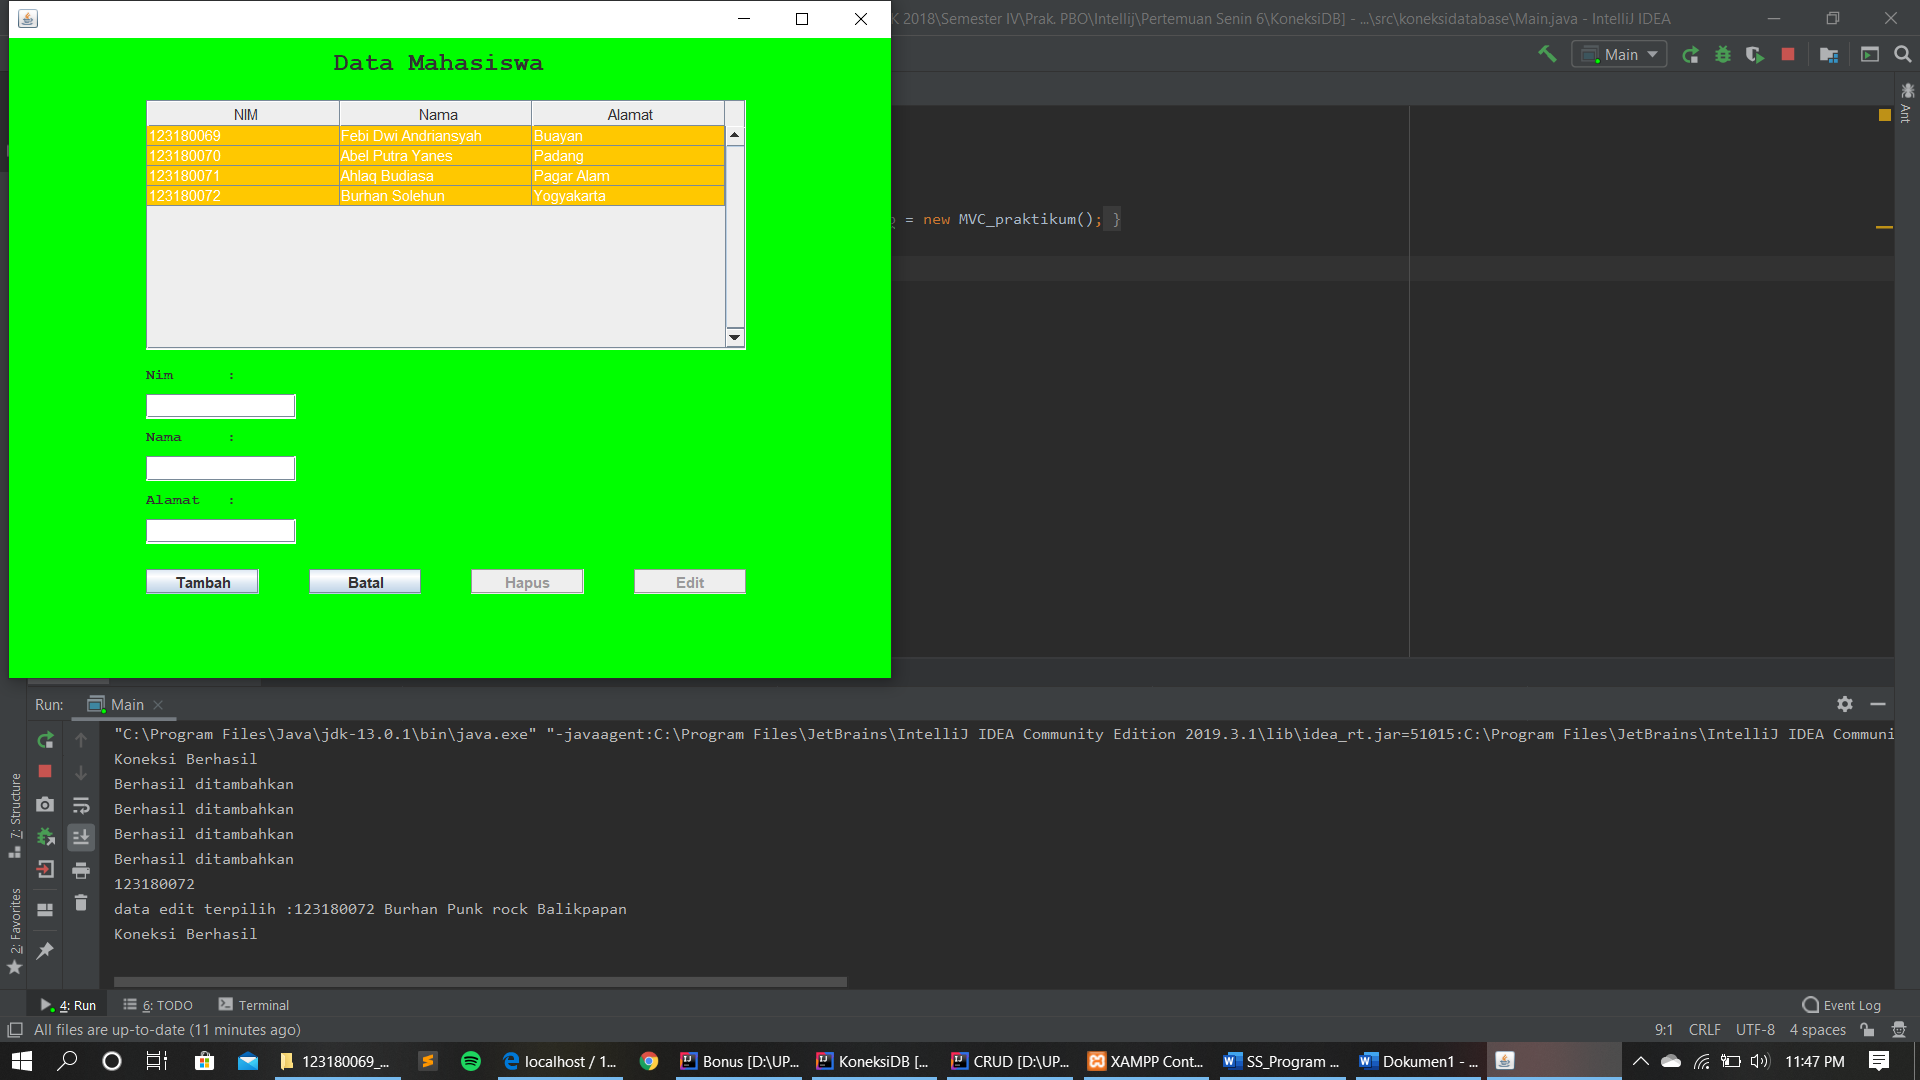 K 2018\Semester IV\Prak. PBO\Intellij\Pertemuan Senin 6\KoneksiDB] - ...\src\koneksidatabase\Main.java - IntelliJ IDEA
Main
Data Mahasiswa
NIM Nama Alamat
123180069 Febi Dwi Andriansyah Buayan
123180070 Abel Putra Yanes Padang
123180071 Ahlaq Budiasa Pagar Alam
123180072 Burhan Solehun Yogyakarta
Nim :
Nama :
Alamat :
Tambah Batal Hapus Edit
= new MVC_praktikum(); }
Ant
Run: Main
"C:\Program Files\Java\jdk-13.0.1\bin\java.exe" "-javaagent:C:\Program Files\JetBrains\IntelliJ IDEA Community Edition 2019.3.1\lib\idea_rt.jar=51015:C:\Program Files\JetBrains\IntelliJ IDEA Communi
Koneksi Berhasil
Berhasil ditambahkan
Berhasil ditambahkan
Berhasil ditambahkan
Berhasil ditambahkan
123180072
data edit terpilih :123180072 Burhan Punk rock Balikpapan
Koneksi Berhasil
7: Structure
2: Favorites
4: Run 6: TODO Terminal Event Log
All files are up-to-date (11 minutes ago) 9:1 CRLF UTF-8 4 spaces
123180069_... localhost / 1... Bonus [D:\UP... KoneksiDB [... CRUD [D:\UP... XAMPP Cont... SS_Program ... Dokumen1 - ... 11:47 PM